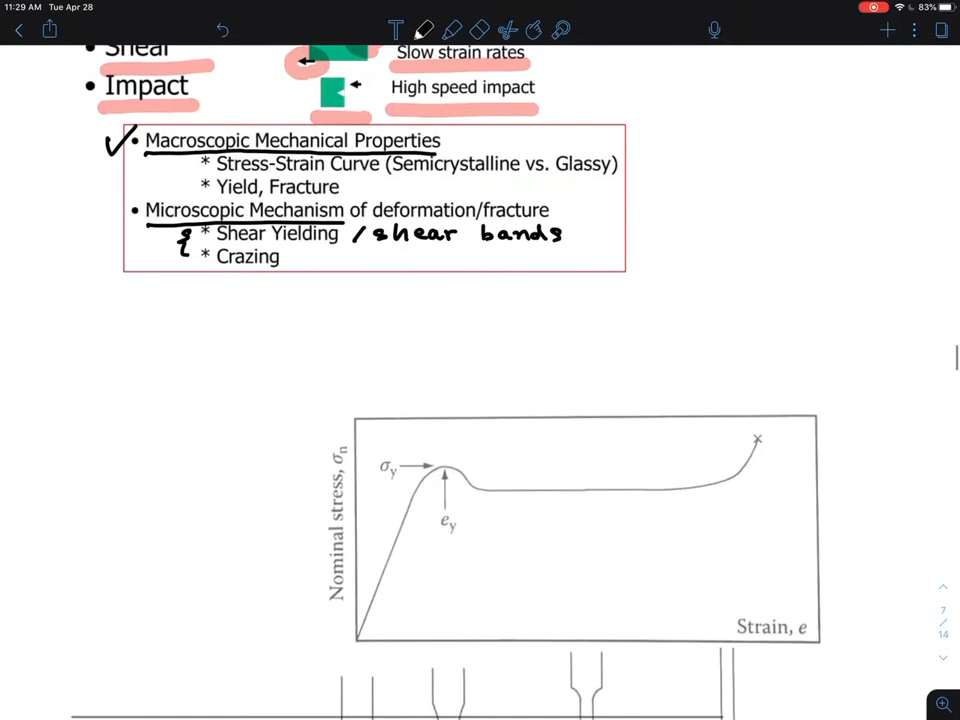 11:29 AM Tue Apr 28
83%
• Shear
Slow strain rates
• Impact
High speed impact
• Macroscopic Mechanical Properties
* Stress-Strain Curve (Semicrystalline vs. Glassy)
* Yield, Fracture
• Microscopic Mechanism of deformation/fracture
* Shear Yielding / shear bands
* Crazing
Nominal stress, σn
σy
ey
Strain, e
7
/
14